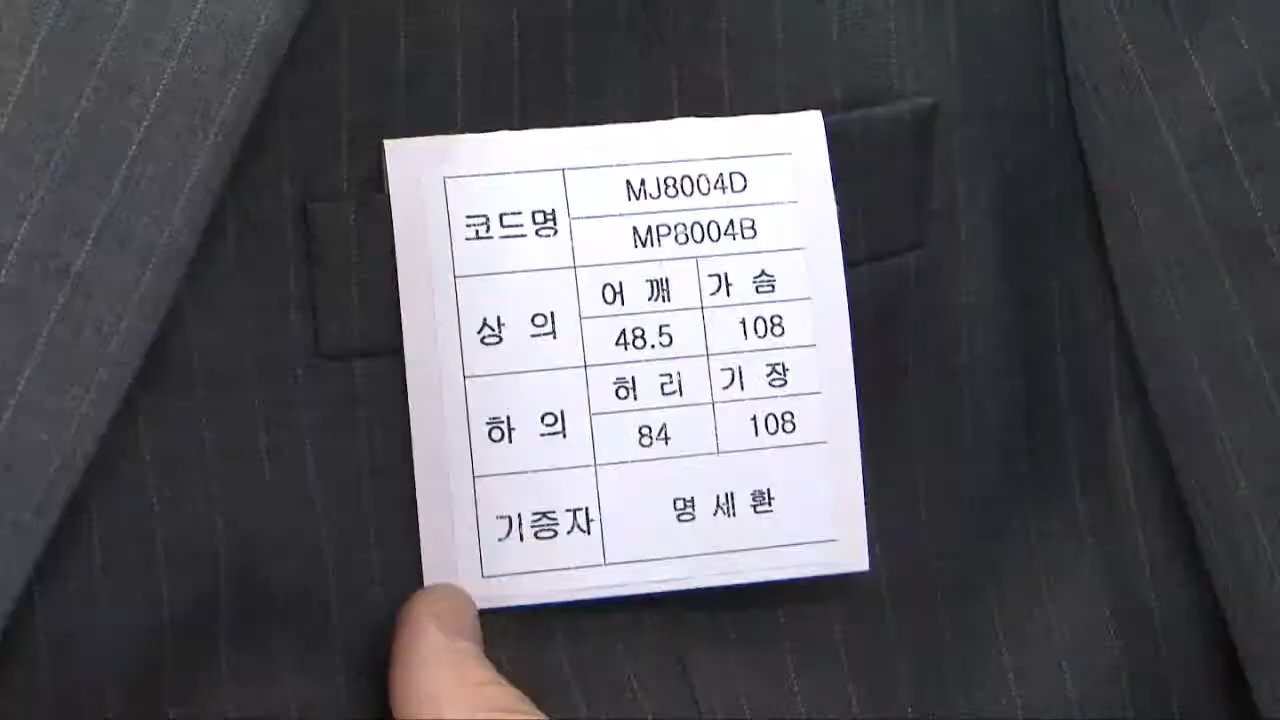 코드명 MJ8004D
MP8004B
상 의 어 깨 가 슴
48.5 108
하 의 허 리 기 장
84 108
기증자 명 세 환